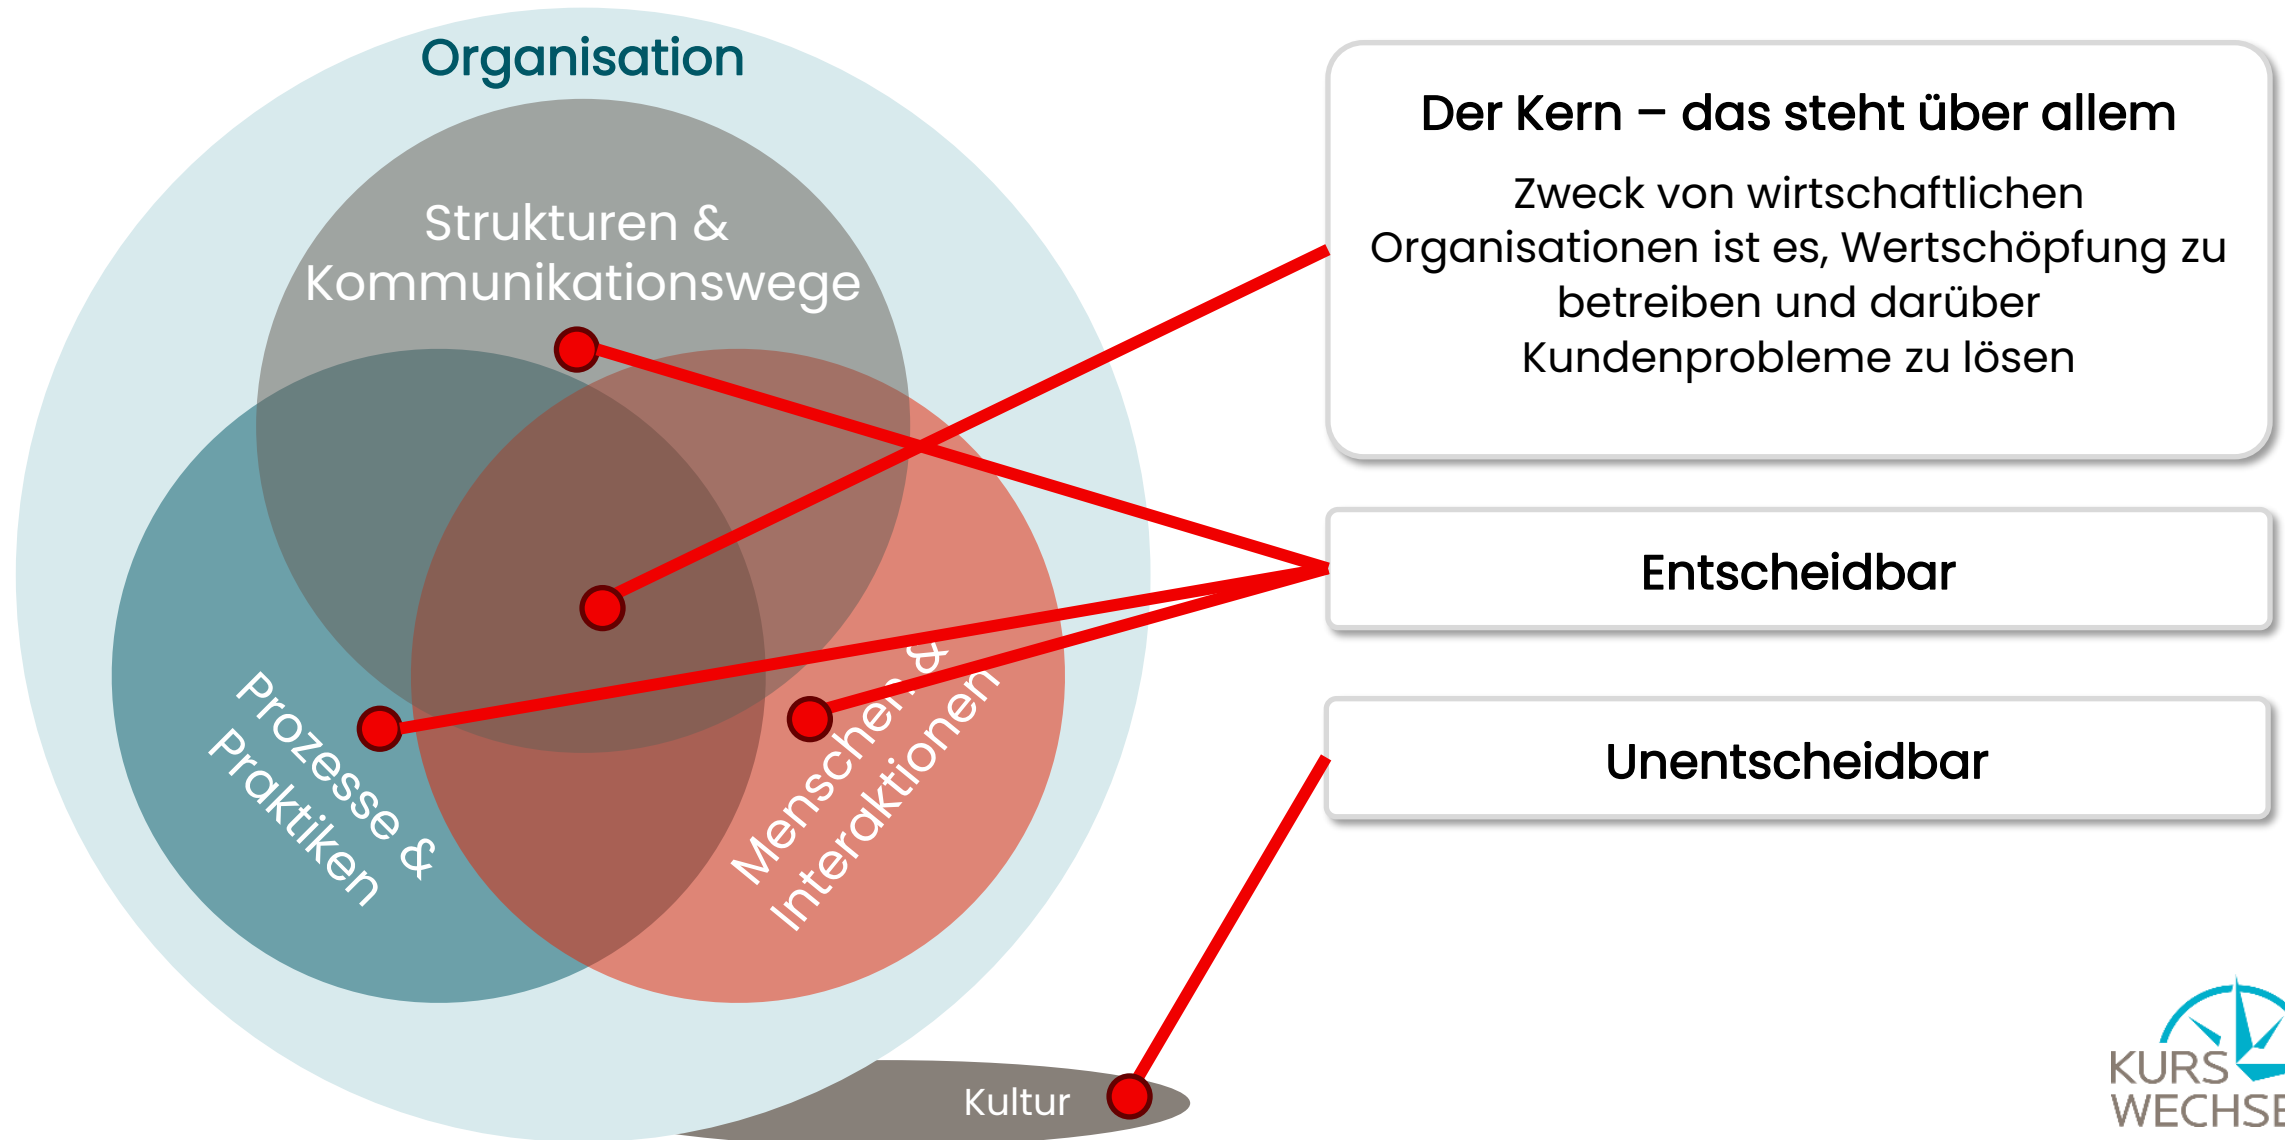 Organisation
Strukturen &
Kommunikationswege
Prozesse &
Praktiken
Menschen &
Interaktionen
Kultur
Der Kern – das steht über allem
Zweck von wirtschaftlichen
Organisationen ist es, Wertschöpfung zu
betreiben und darüber
Kundenprobleme zu lösen
Entscheidbar
Unentscheidbar
KURS
WECHSE